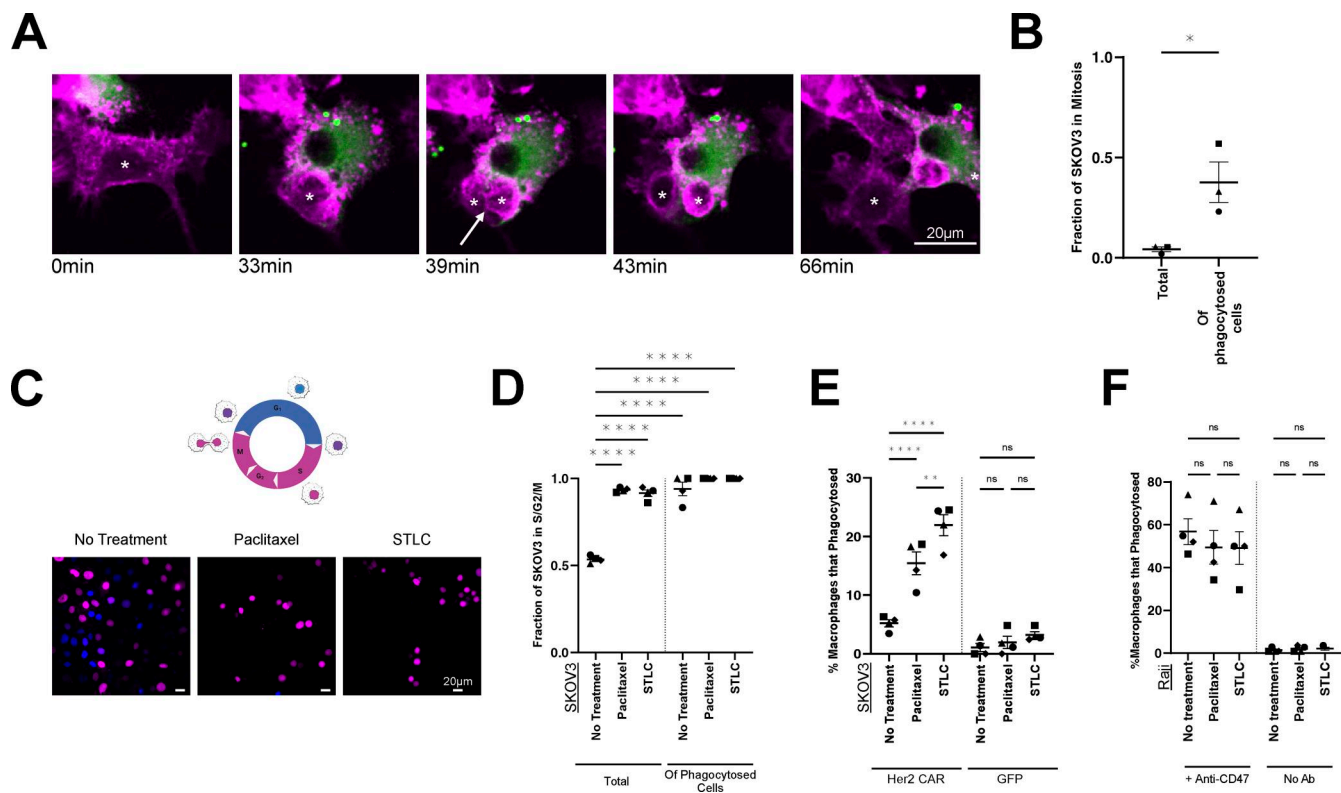 A
B
0min
33min
39min
43min
66min
20μm
*
Fraction of SKOV3 in Mitosis
1.0
0.5
0.0
Total
Of phagocytosed
cells
C
G₁
S
G₂
M
No Treatment
Paclitaxel
STLC
20μm
D
* * * *
* * * *
* * * *
* * * *
* * * *
Fraction of SKOV3 in S/G2/M
1.0
0.5
0.0
SKOV3
No Treatment
Paclitaxel
STLC
No Treatment
Paclitaxel
STLC
Total
Of Phagocytosed
Cells
E
* * * *
* * * *
* *
ns
ns
ns
% Macrophages that Phagocytosed
30
20
10
0
SKOV3
No Treatment
Paclitaxel
STLC
No Treatment
Paclitaxel
STLC
Her2 CAR
GFP
F
ns
ns
ns
ns
ns
ns
%Macrophages that Phagocytosed
80
60
40
20
0
Raji
No treatment
Paclitaxel
STLC
No treatment
Paclitaxel
STLC
+ Anti-CD47
No Ab